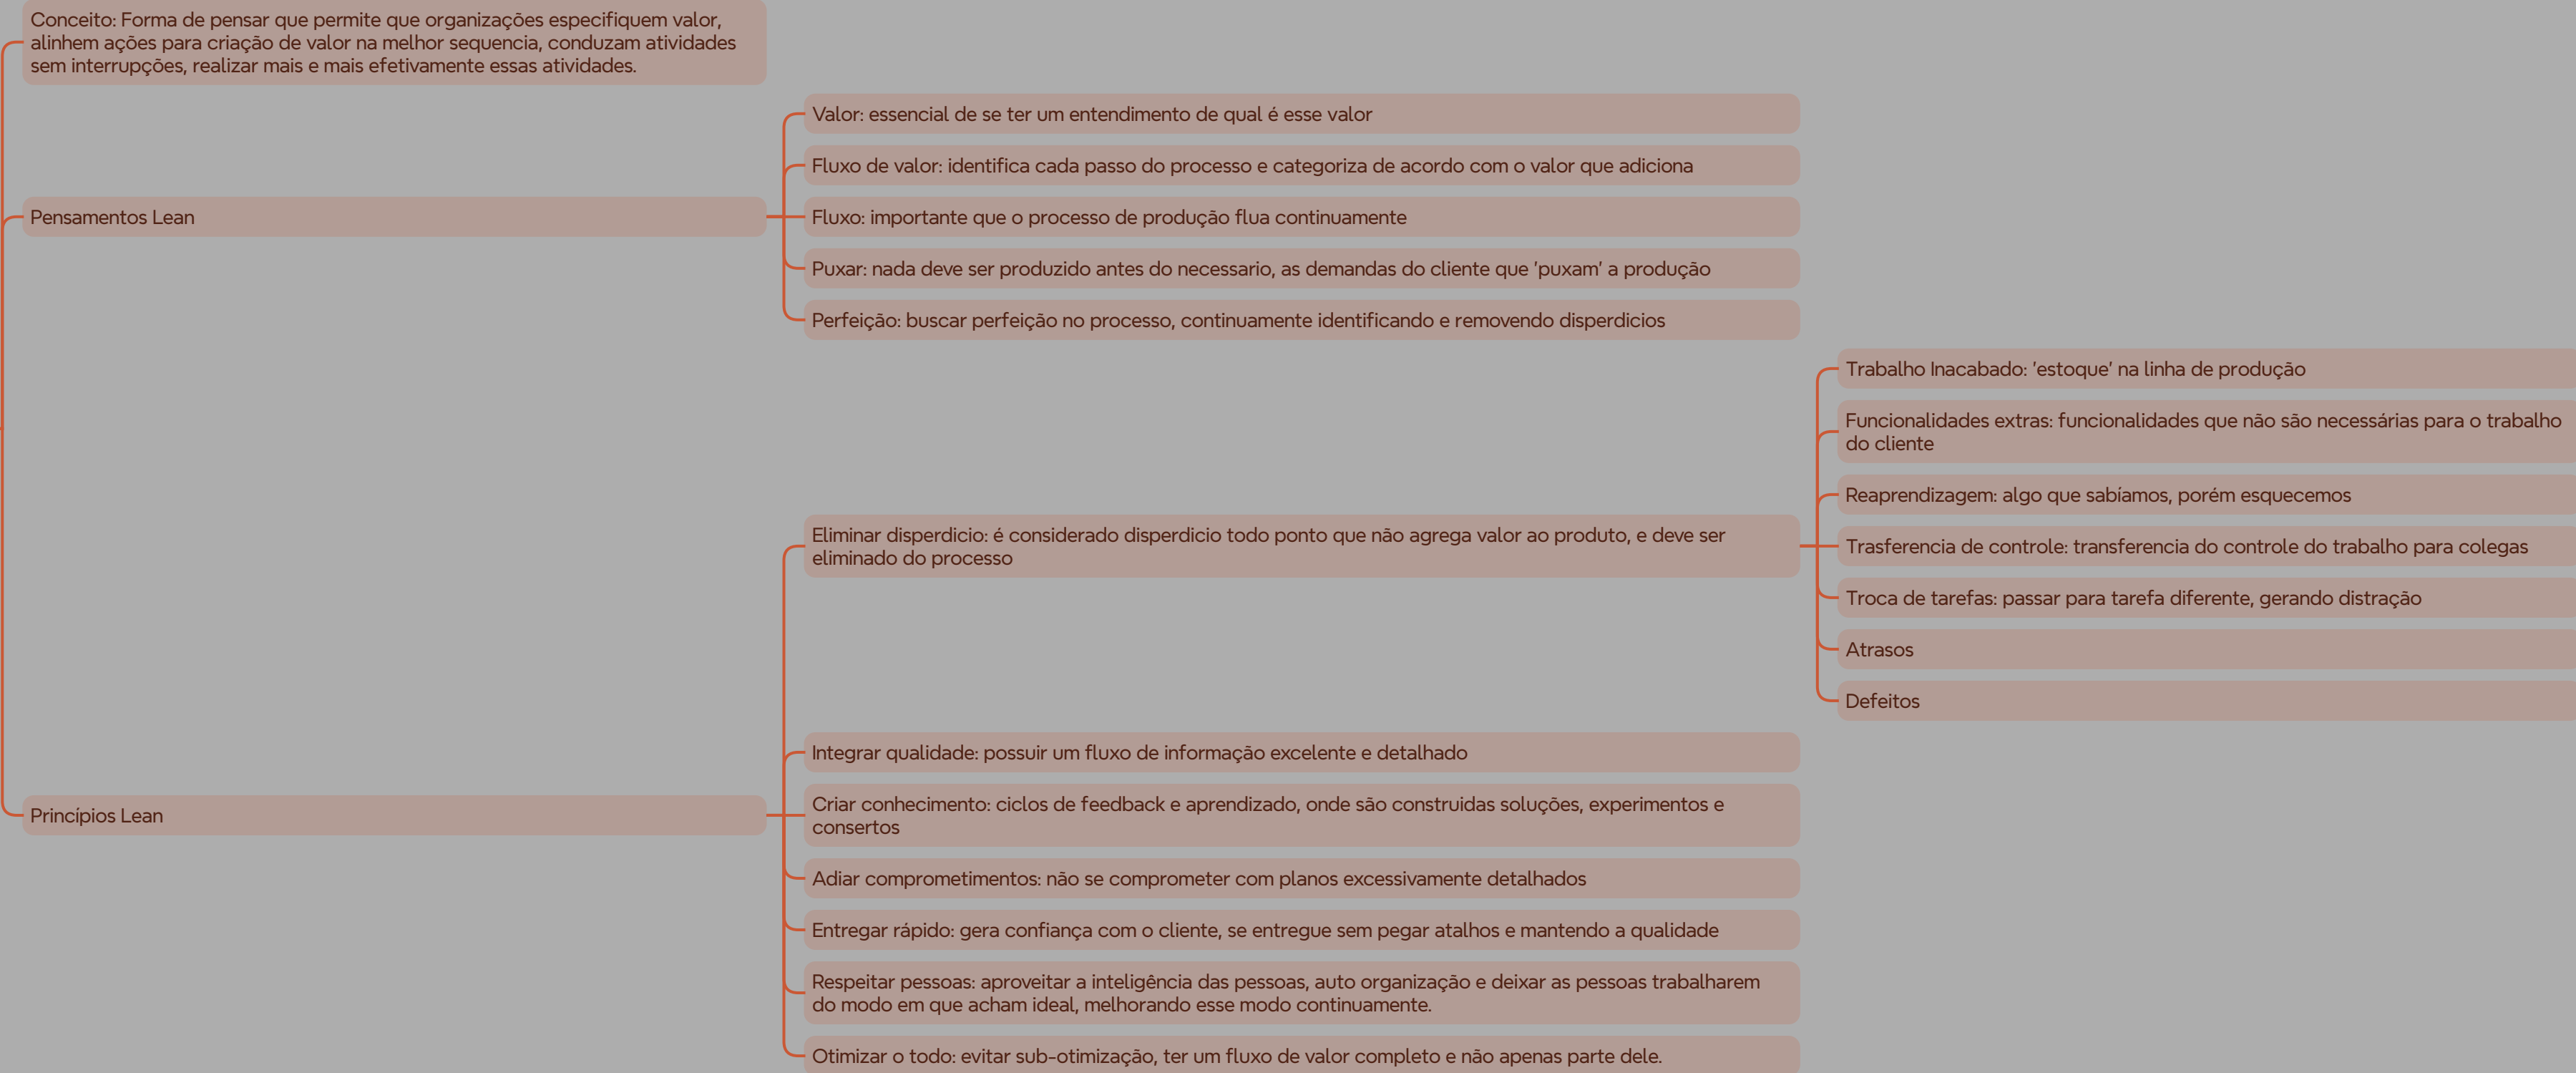 Conceito: Forma de pensar que permite que organizações especifiquem valor,
alinhem ações para criação de valor na melhor sequencia, conduzam atividades
sem interrupções, realizar mais e mais efetivamente essas atividades.
Pensamentos Lean
Valor: essencial de se ter um entendimento de qual é esse valor
Fluxo de valor: identifica cada passo do processo e categoriza de acordo com o valor que adiciona
Fluxo: importante que o processo de produção flua continuamente
Puxar: nada deve ser produzido antes do necessario, as demandas do cliente que 'puxam' a produção
Perfeição: buscar perfeição no processo, continuamente identificando e removendo disperdicios
Princípios Lean
Eliminar disperdicio: é considerado disperdicio todo ponto que não agrega valor ao produto, e deve ser
eliminado do processo
Trabalho Inacabado: 'estoque' na linha de produção
Funcionalidades extras: funcionalidades que não são necessárias para o trabalho
do cliente
Reaprendizagem: algo que sabíamos, porém esquecemos
Trasferencia de controle: transferencia do controle do trabalho para colegas
Troca de tarefas: passar para tarefa diferente, gerando distração
Atrasos
Defeitos
Integrar qualidade: possuir um fluxo de informação excelente e detalhado
Criar conhecimento: ciclos de feedback e aprendizado, onde são construidas soluções, experimentos e
consertos
Adiar comprometimentos: não se comprometer com planos excessivamente detalhados
Entregar rápido: gera confiança com o cliente, se entregue sem pegar atalhos e mantendo a qualidade
Respeitar pessoas: aproveitar a inteligência das pessoas, auto organização e deixar as pessoas trabalharem
do modo em que acham ideal, melhorando esse modo continuamente.
Otimizar o todo: evitar sub-otimização, ter um fluxo de valor completo e não apenas parte dele.